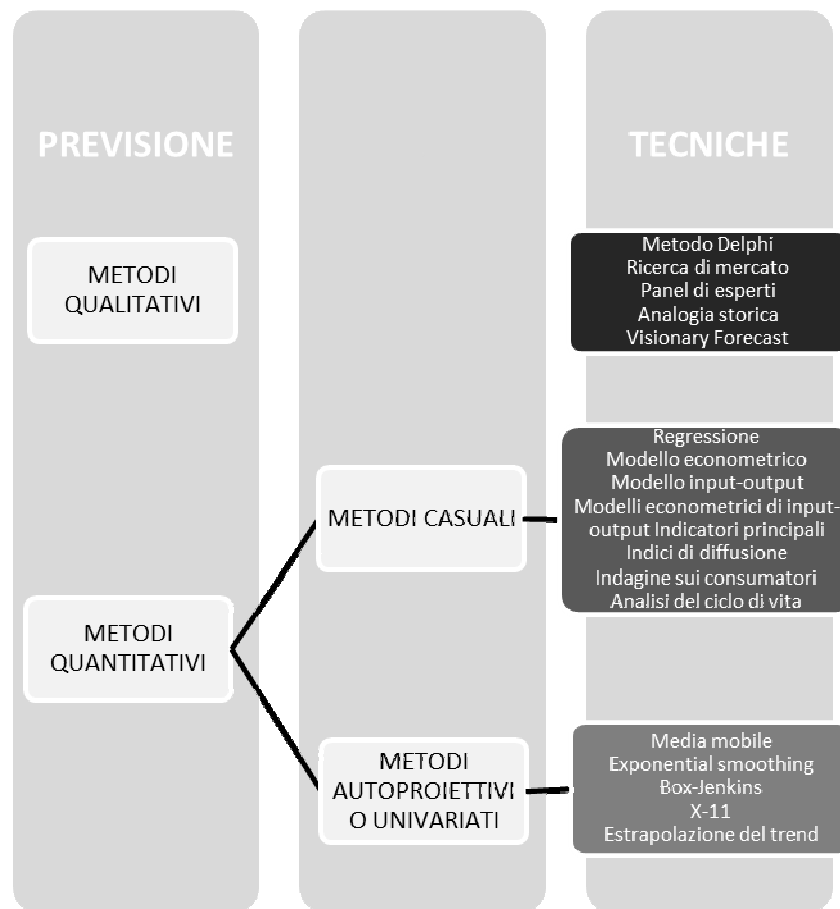 PREVISIONE
TECNICHE
METODI
QUALITATIVI
Metodo Delphi
Ricerca di mercato
Panel di esperti
Analogia storica
Visionary Forecast
METODI
QUANTITATIVI
METODI CASUALI
Regressione
Modello econometrico
Modello input-output
Modelli econometrici di input-
output Indicatori principali
Indici di diffusione
Indagine sui consumatori
Analisi del ciclo di vita
METODI
AUTOPROIETTIVI
O UNIVARIATI
Media mobile
Exponential smoothing
Box-Jenkins
X-11
Estrapolazione del trend